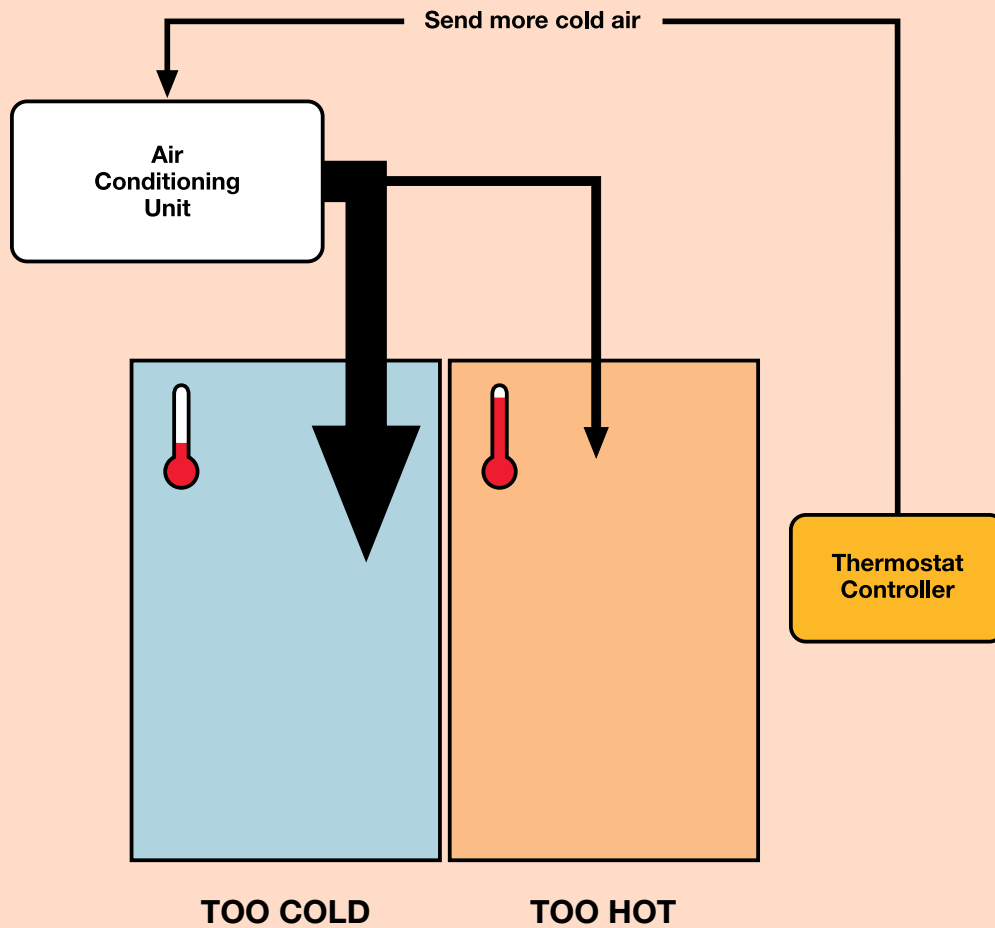 Send more cold air
Air
Conditioning
Unit
Thermostat
Controller
TOO COLD
TOO HOT